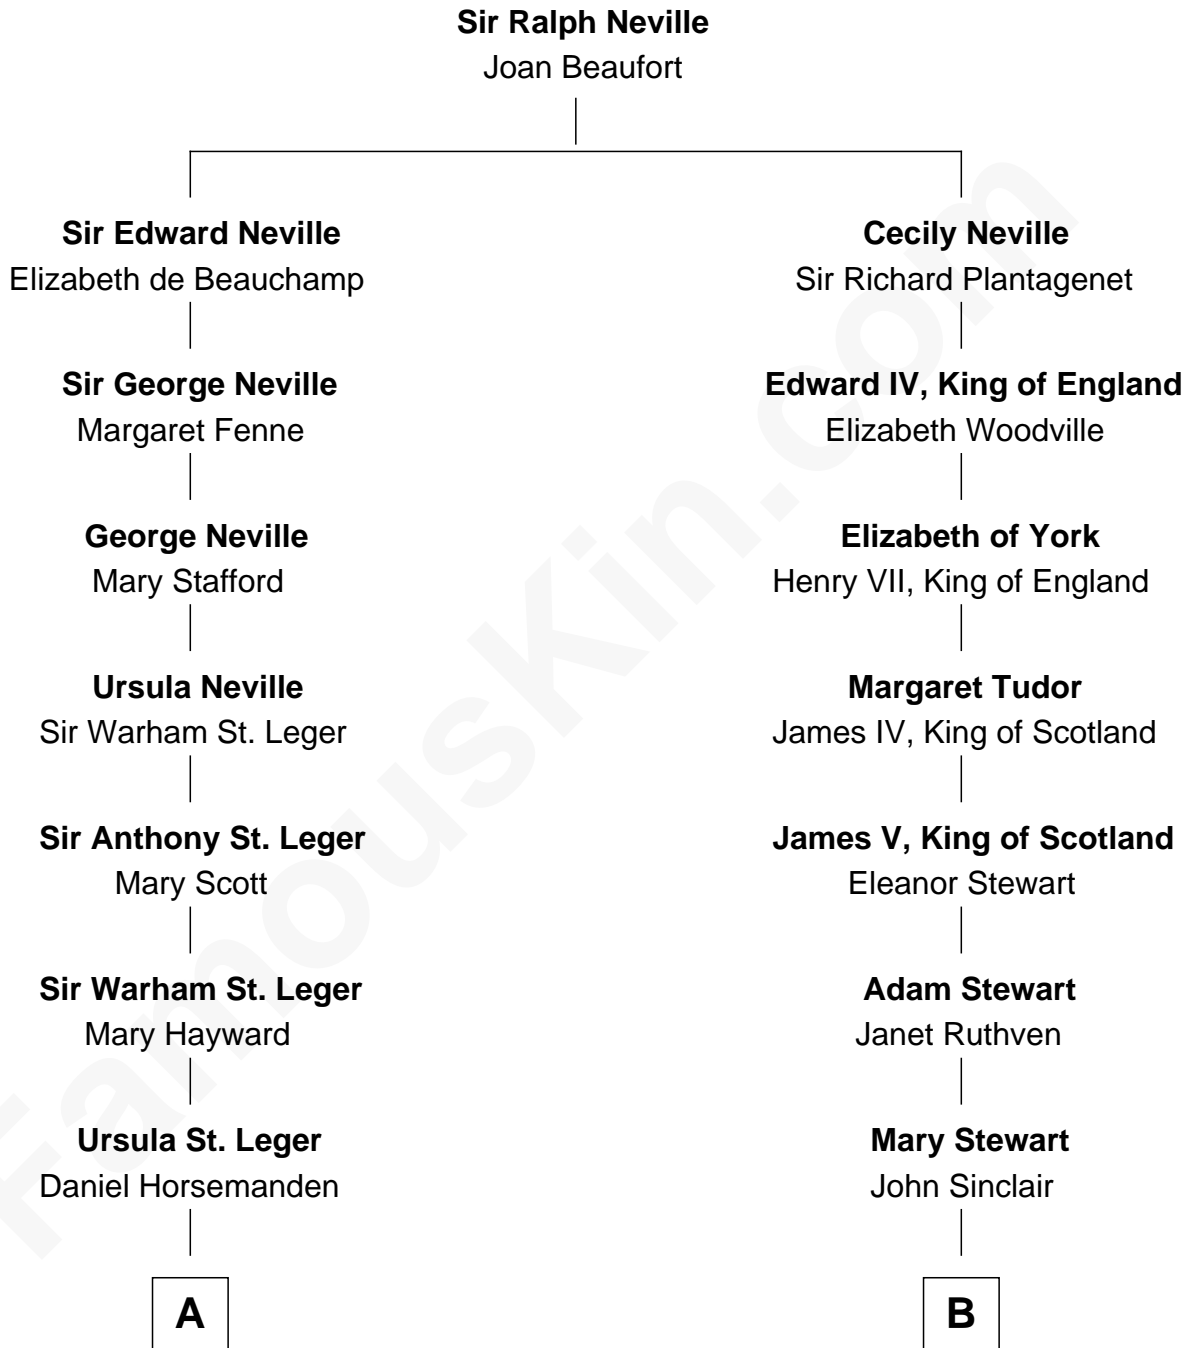 Sir Ralph Neville
Joan Beaufort
Sir Edward Neville
Elizabeth de Beauchamp
Cecily Neville
Sir Richard Plantagenet
Sir George Neville
Margaret Fenne
Edward IV, King of England
Elizabeth Woodville
George Neville
Mary Stafford
Elizabeth of York
Henry VII, King of England
Ursula Neville
Sir Warham St. Leger
Margaret Tudor
James IV, King of Scotland
Sir Anthony St. Leger
Mary Scott
James V, King of Scotland
Eleanor Stewart
Sir Warham St. Leger
Mary Hayward
Adam Stewart
Janet Ruthven
Ursula St. Leger
Daniel Horsemanden
Mary Stewart
John Sinclair
A
B
FamousKin.com